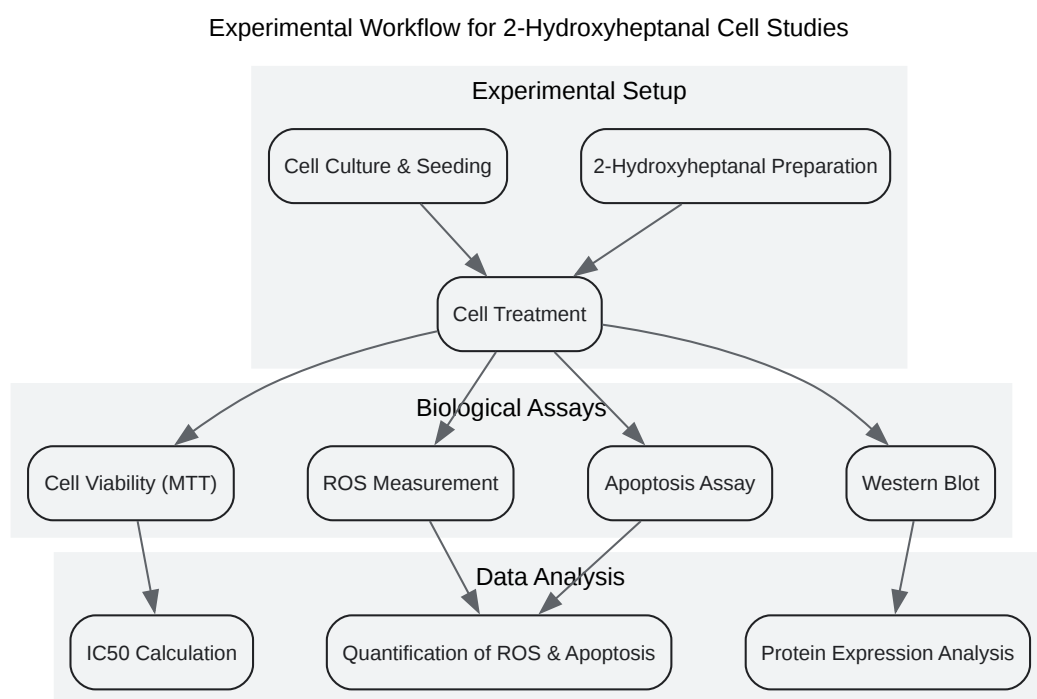 Experimental Workflow for 2-Hydroxyheptanal Cell Studies
Experimental Setup
Cell Culture & Seeding
2-Hydroxyheptanal Preparation
Cell Treatment
Biological Assays
Cell Viability (MTT)
ROS Measurement
Apoptosis Assay
Western Blot
Data Analysis
IC50 Calculation
Quantification of ROS & Apoptosis
Protein Expression Analysis